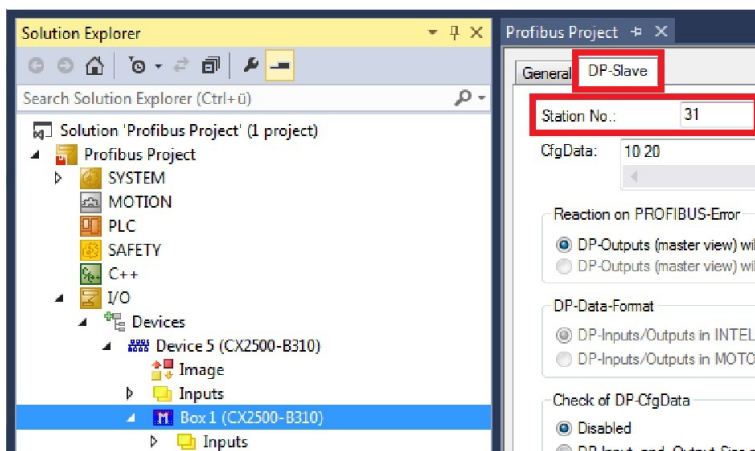 Solution Explorer
Search Solution Explorer (Ctrl+ü)
Solution 'Profibus Project' (1 project)
Profibus Project
SYSTEM
MOTION
PLC
SAFETY
C++
I/O
Devices
Device 5 (CX2500-B310)
Image
Inputs
Box 1 (CX2500-B310)
Inputs
Profibus Project
General
DP-Slave
Station No.: 31
CfgData: 10 20
Reaction on PROFIBUS-Error
DP-Outputs (master view) wil
DP-Outputs (master view) wil
DP-Data-Format
DP-Inputs/Outputs in INTEL
DP-Inputs/Outputs in MOTO
Check of DP-CfgData
Disabled